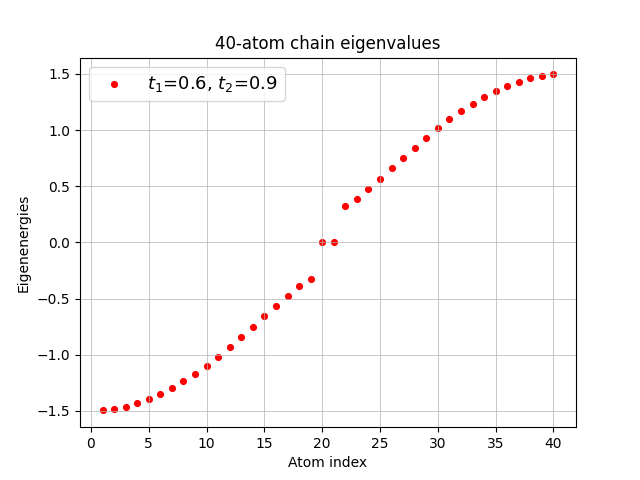 40-atom chain eigenvalues
t₁=0.6, t₂=0.9
Eigenenergies
1.5
1.0
0.5
0.0
−0.5
−1.0
−1.5
0 5 10 15 20 25 30 35 40
Atom index